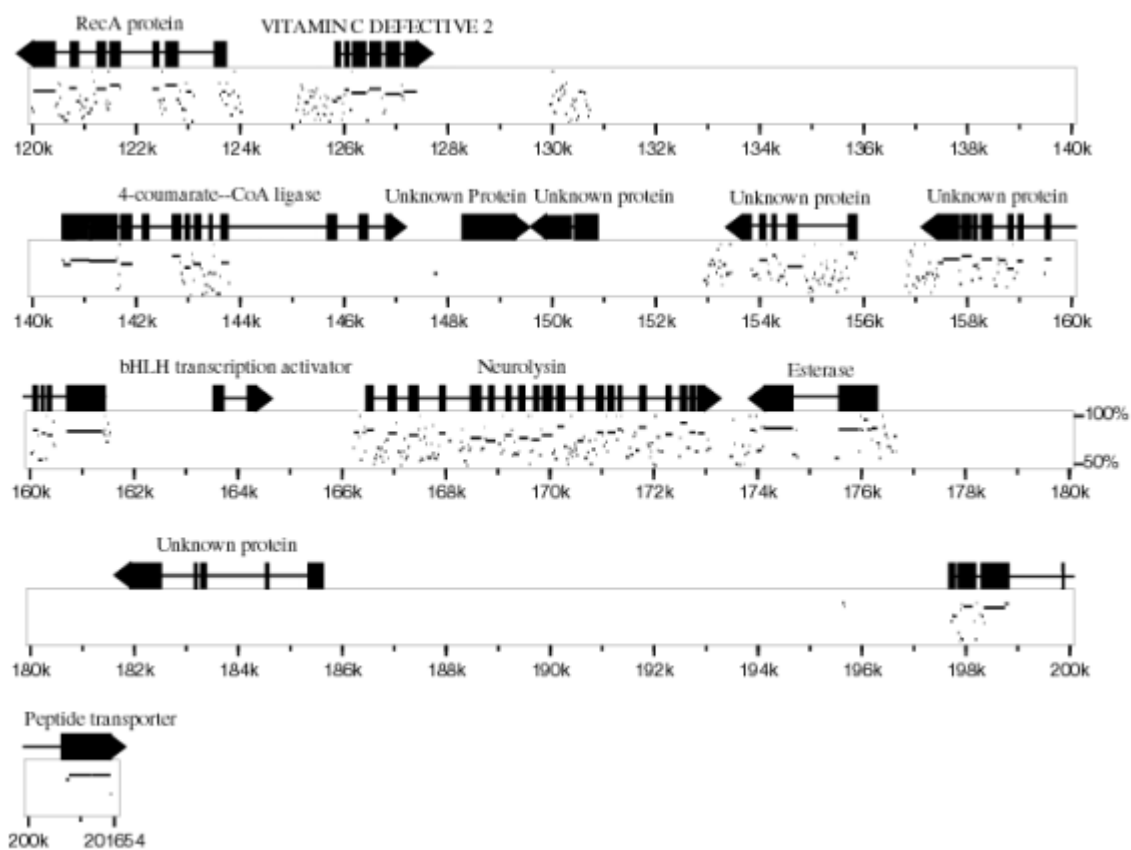 RecA protein VITAMIN C DEFECTIVE 2
120k 122k 124k 126k 128k 130k 132k 134k 136k 138k 140k
4-coumarate--CoA ligase Unknown Protein Unknown protein Unknown protein Unknown protein
140k 142k 144k 146k 148k 150k 152k 154k 156k 158k 160k
bHLH transcription activator Neurolysin Esterase
100%
50%
160k 162k 164k 166k 168k 170k 172k 174k 176k 178k 180k
Unknown protein
180k 182k 184k 186k 188k 190k 192k 194k 196k 198k 200k
Peptide transporter
200k 201654